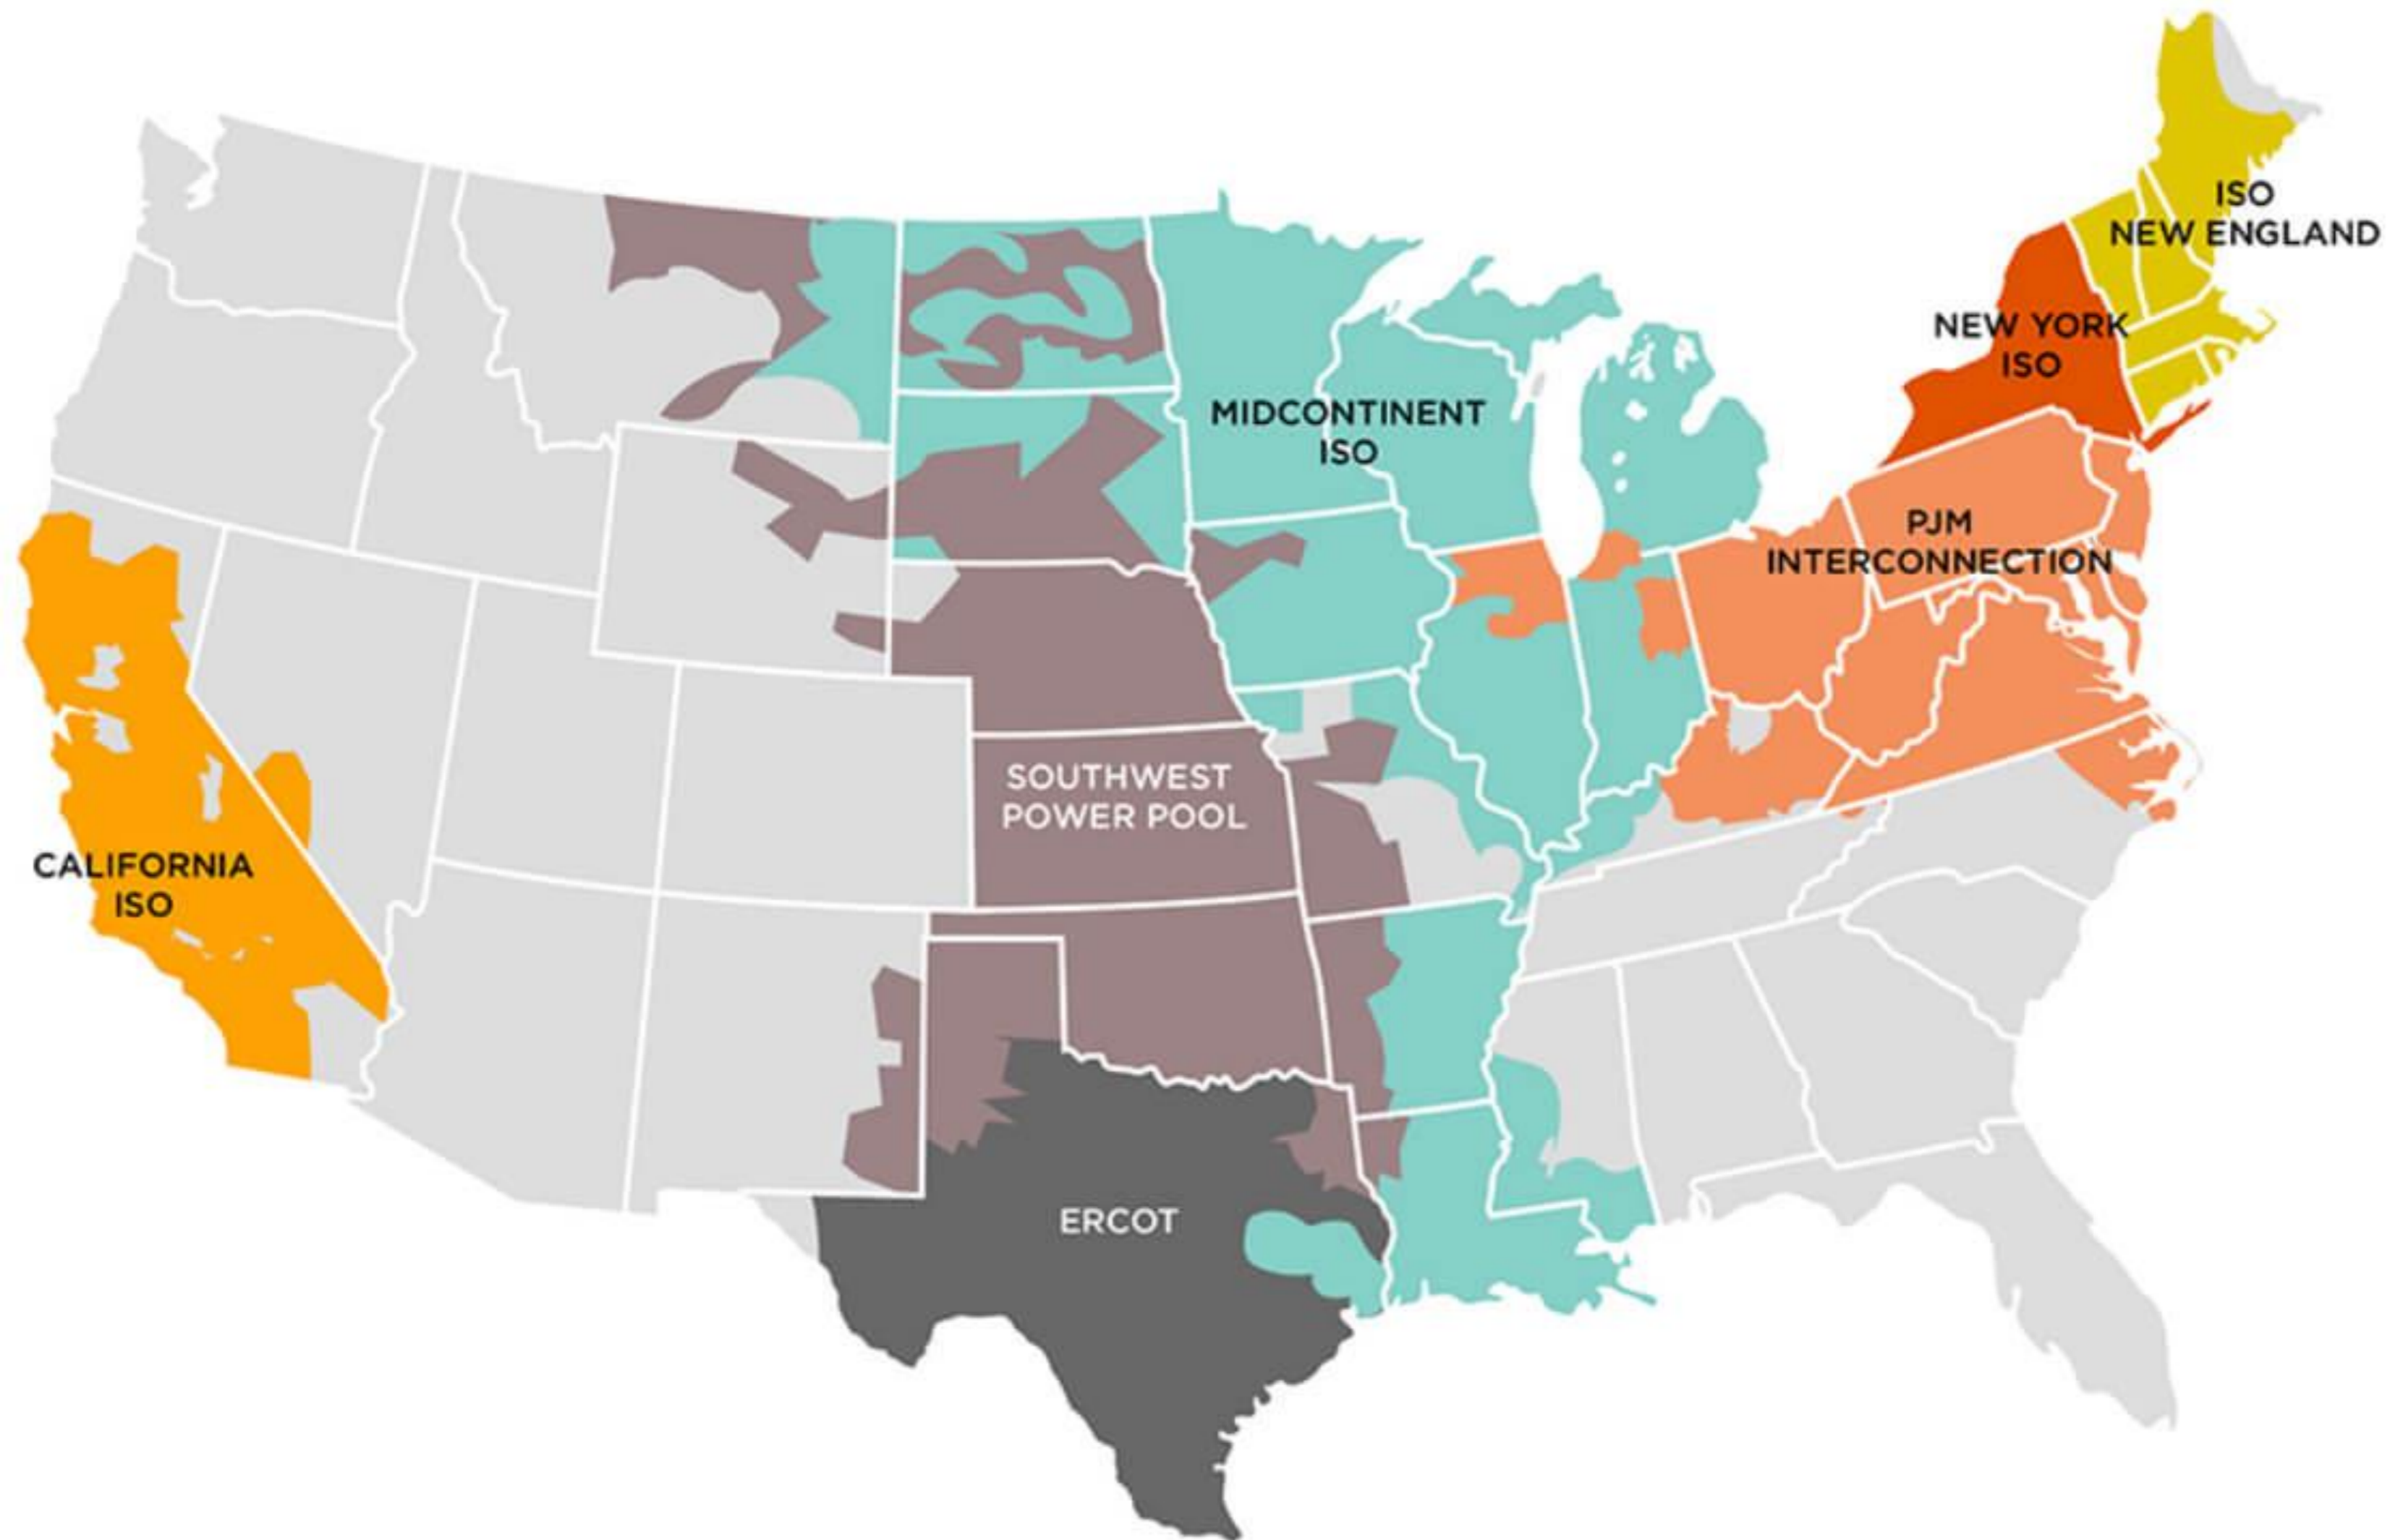 ISO
NEW ENGLAND
NEW YORK
ISO
MIDCONTINENT
ISO
PJM
INTERCONNECTION
SOUTHWEST
POWER POOL
CALIFORNIA
ISO
ERCOT